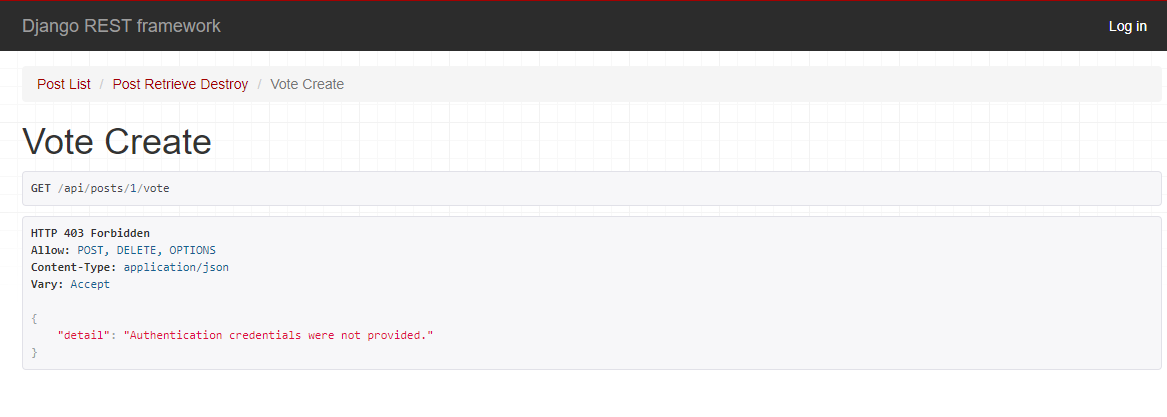 Django REST framework Log in
Post List / Post Retrieve Destroy / Vote Create
Vote Create
GET /api/posts/1/vote
HTTP 403 Forbidden
Allow: POST, DELETE, OPTIONS
Content-Type: application/json
Vary: Accept
{
"detail": "Authentication credentials were not provided."
}